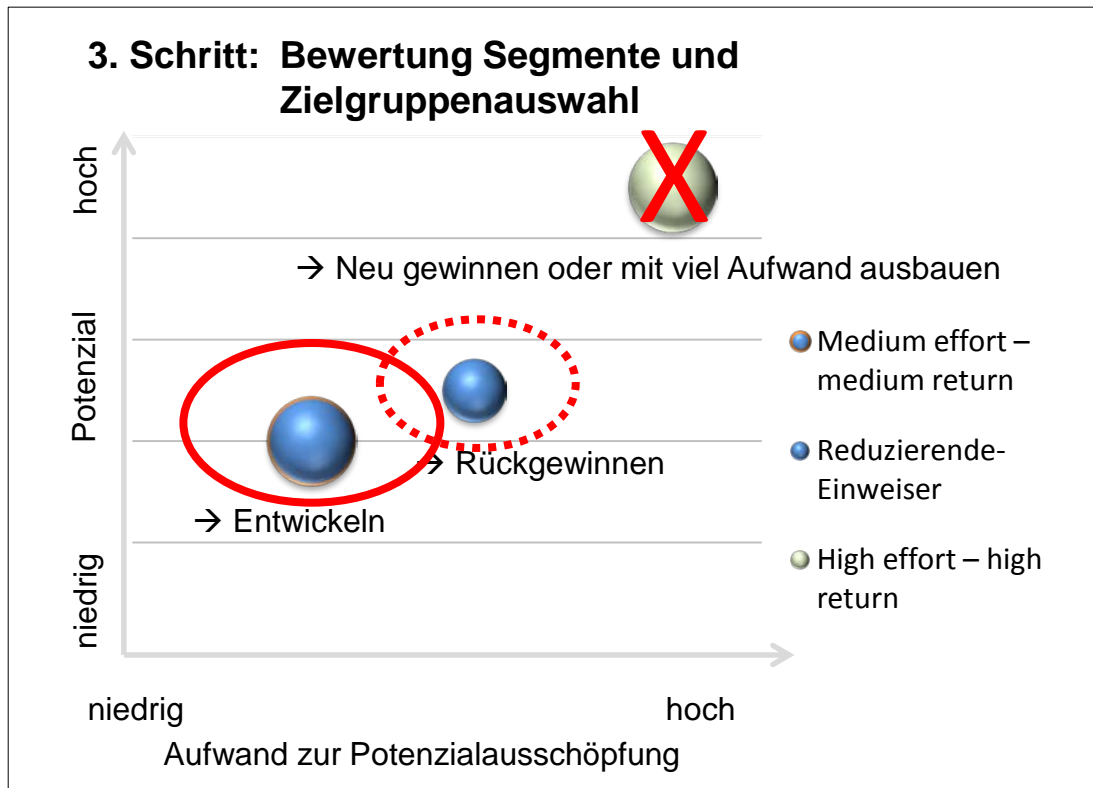 3. Schritt: Bewertung Segmente und
Zielgruppenauswahl
hoch
X
→ Neu gewinnen oder mit viel Aufwand ausbauen
Potenzial
Medium effort –
medium return
→ Rückgewinnen
Reduzierende-
Einweiser
→ Entwickeln
High effort – high
return
niedrig
niedrig
hoch
Aufwand zur Potenzialausschöpfung